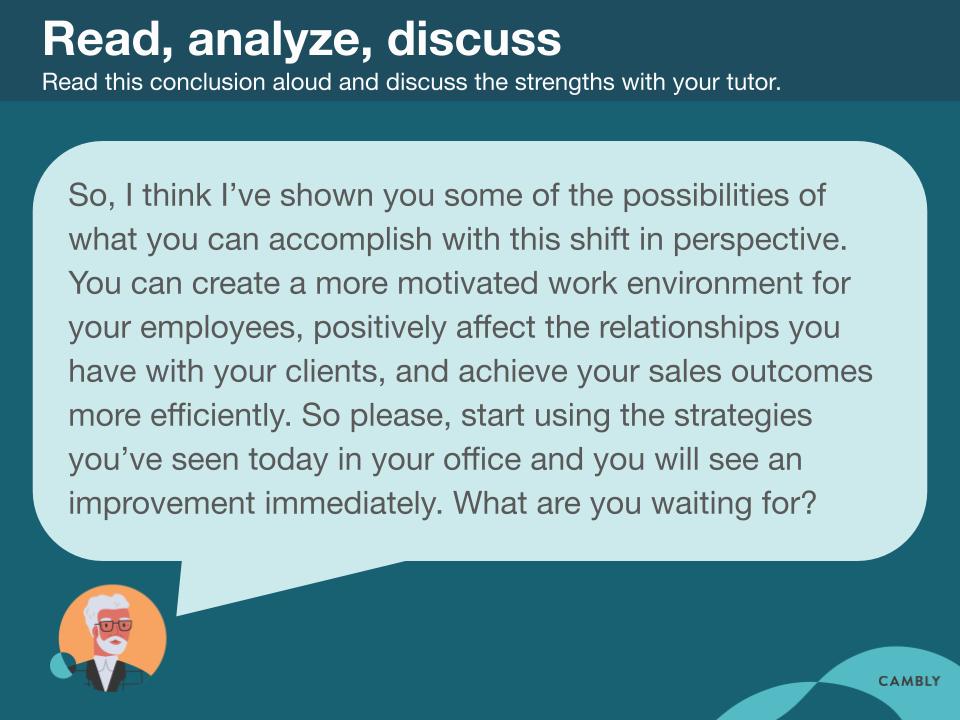 Read, analyze, discuss
Read this conclusion aloud and discuss the strengths with your tutor.
So, I think I’ve shown you some of the possibilities of
what you can accomplish with this shift in perspective.
You can create a more motivated work environment for
your employees, positively affect the relationships you
have with your clients, and achieve your sales outcomes
more efficiently. So please, start using the strategies
you’ve seen today in your office and you will see an
improvement immediately. What are you waiting for?
CAMBLY